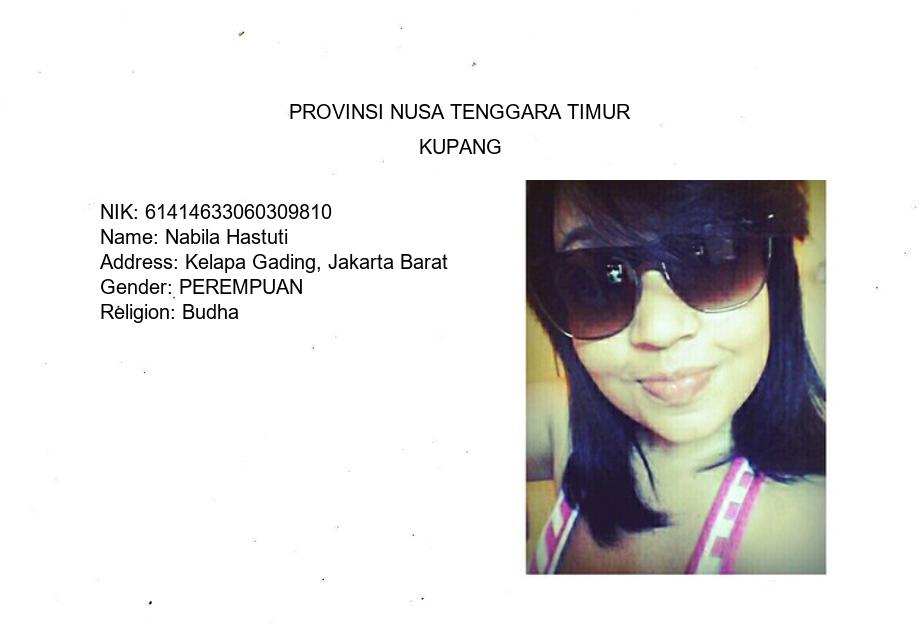 PROVINSI NUSA TENGGARA TIMUR
KUPANG
NIK: 61414633060309810
Name: Nabila Hastuti
Address: Kelapa Gading, Jakarta Barat
Gender: PEREMPUAN
Religion: Budha